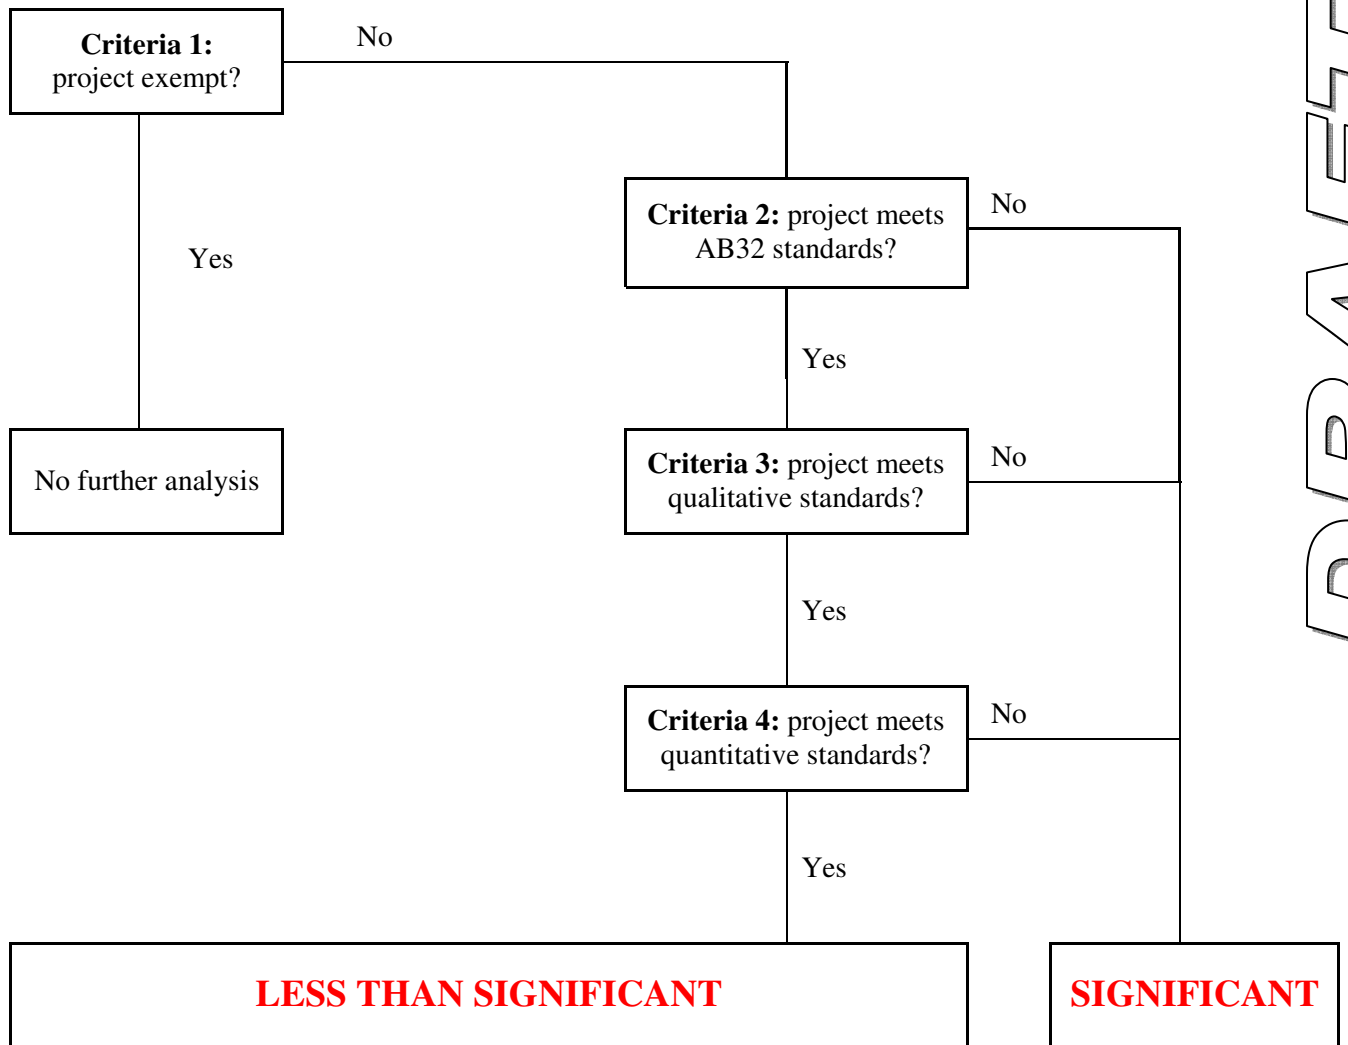 Criteria 1:
project exempt?
No
Criteria 2: project meets
AB32 standards?
No
Yes
Yes
Criteria 3: project meets
qualitative standards?
No
No further analysis
Yes
Criteria 4: project meets
quantitative standards?
No
Yes
LESS THAN SIGNIFICANT
SIGNIFICANT